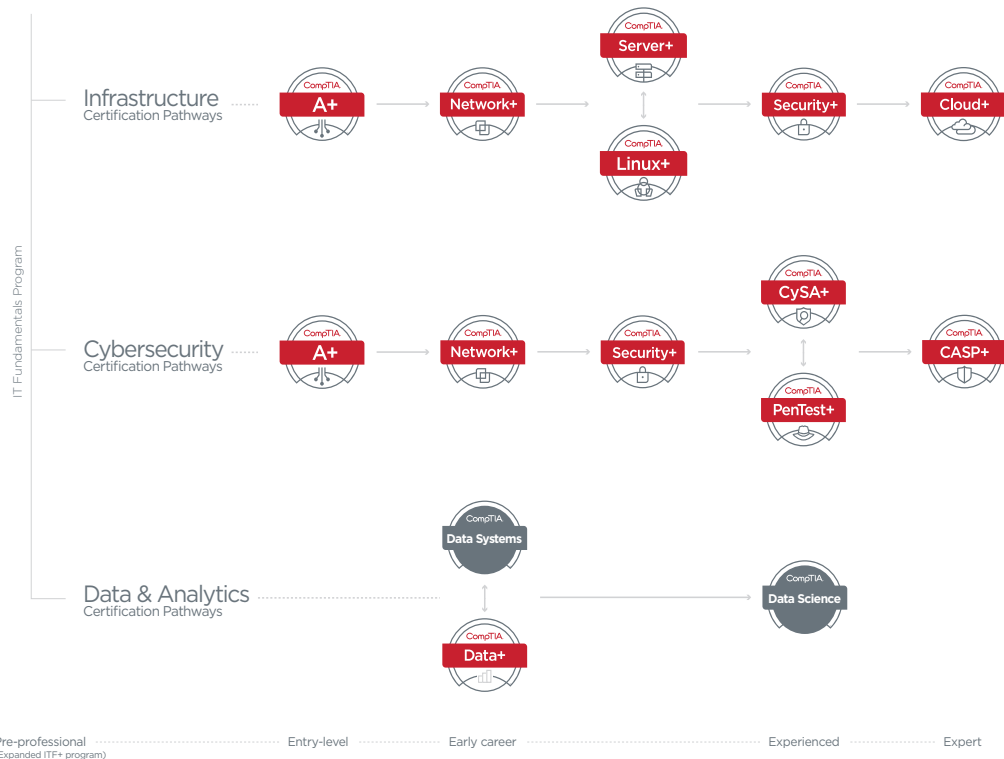 IT Fundamentals Program
Infrastructure
Certification Pathways
CompTIA
A+
CompTIA
Network+
CompTIA
Server+
CompTIA
Linux+
CompTIA
Security+
CompTIA
Cloud+
Cybersecurity
Certification Pathways
CompTIA
A+
CompTIA
Network+
CompTIA
Security+
CompTIA
CySA+
CompTIA
PenTest+
CompTIA
CASP+
Data & Analytics
Certification Pathways
CompTIA
Data Systems
CompTIA
Data+
CompTIA
Data Science
Pre-professional
Expanded ITF+ program)
Entry-level
Early career
Experienced
Expert